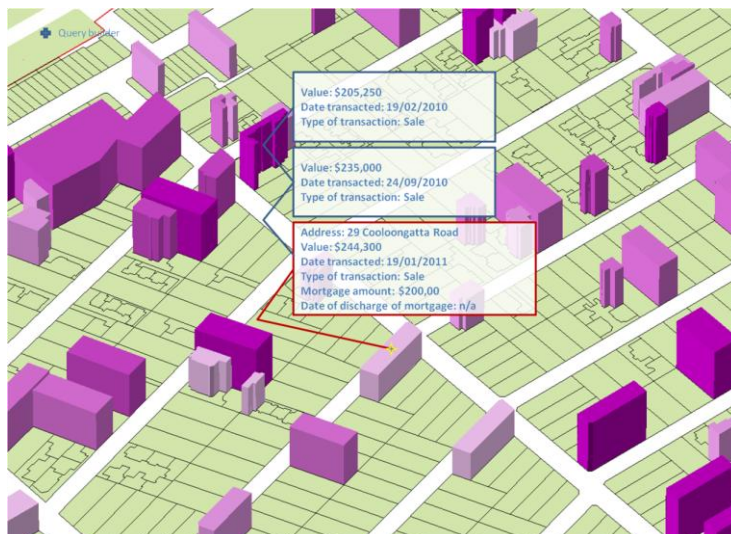 Query builder
Value: $205,250
Date transacted: 19/02/2010
Type of transaction: Sale
Value: $235,000
Date transacted: 24/09/2010
Type of transaction: Sale
Address: 29 Cooloongatta Road
Value: $244,300
Date transacted: 19/01/2011
Type of transaction: Sale
Mortgage amount: $200,00
Date of discharge of mortgage: n/a